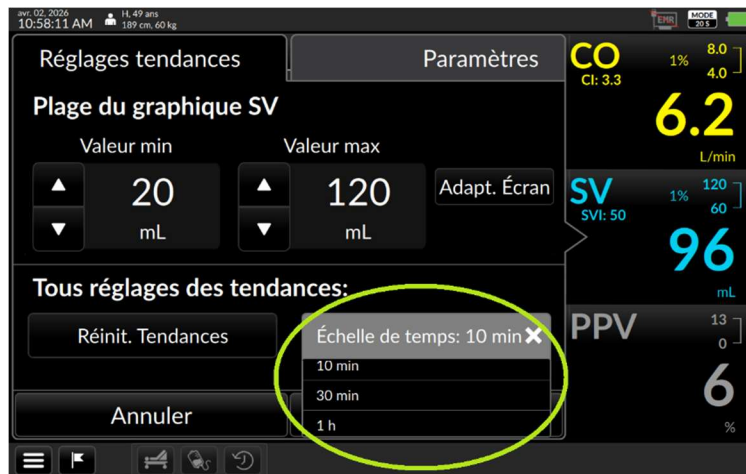 avr. 02, 2026
10:58:11 AM
H, 49 ans
189 cm, 60 kg
EMR
MODE
20 S
Réglages tendances
Paramètres
Plage du graphique SV
Valeur min
Valeur max
20
mL
120
mL
Adapt. Écran
Tous réglages des tendances:
Réinit. Tendances
Échelle de temps: 10 min
10 min
30 min
1 h
Annuler
CO
CI: 3.3
1%
8.0
4.0
6.2
L/min
SV
SVI: 50
1%
120
60
96
mL
PPV
13
0
6
%